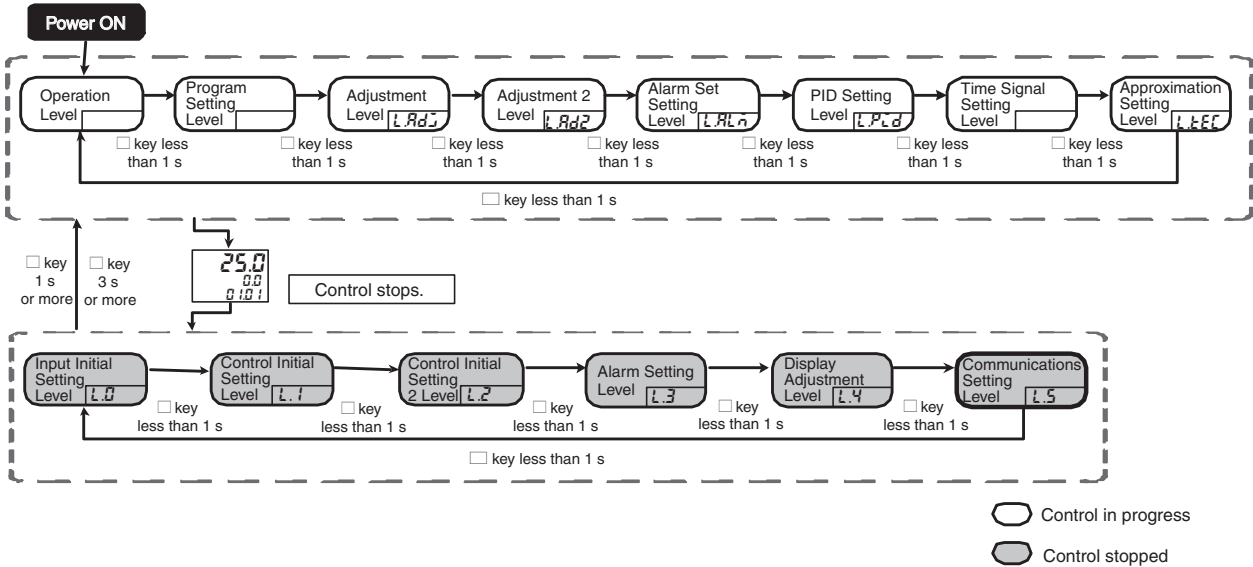 Power ON
Operation
Level
Program
Setting
Level
Adjustment
Level L.AdJ
Adjustment 2
Level L.Ad2
Alarm Set
Setting
Level L.ALM
PID Setting
Level L.PID
Time Signal
Setting
Level
Approximation
Setting
Level L.tEC
□ key less
than 1 s
□ key less
than 1 s
□ key less
than 1 s
□ key less
than 1 s
□ key less
than 1 s
□ key less
than 1 s
□ key less
than 1 s
□ key less than 1 s
□ key
1 s
or more
□ key
3 s
or more
25.0
0.0
01.01
Control stops.
Input Initial
Setting
Level L.0
Control Initial
Setting
Level L.1
Control Initial
Setting
2 Level L.2
Alarm Setting
Level L.3
Display
Adjustment
Level L.4
Communications
Setting
Level L.5
□ key
less than 1 s
□ key
less than 1 s
□ key
less than 1 s
□ key
less than 1 s
□ key
less than 1 s
□ key less than 1 s
Control in progress
Control stopped